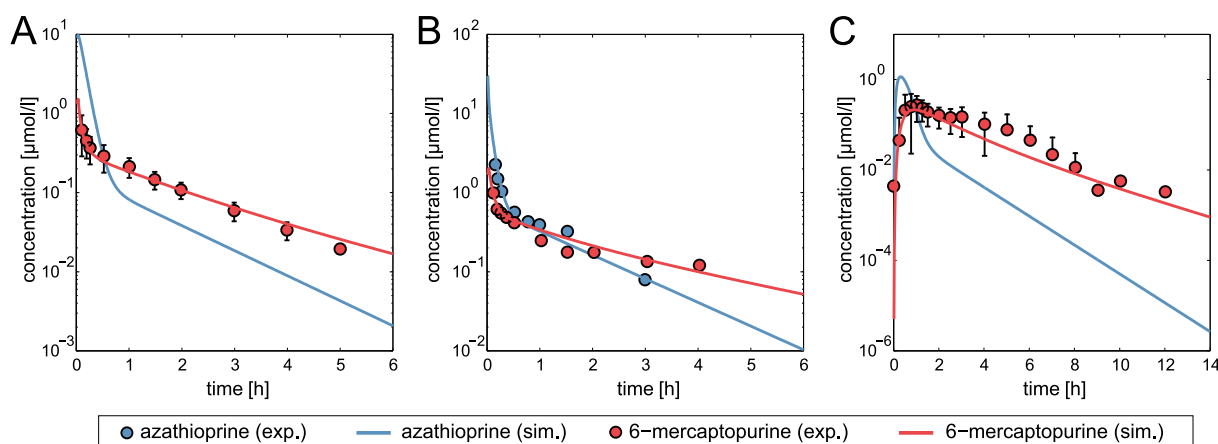 A
concentration [µmol/l]
10^1
10^0
10^-1
10^-2
10^-3
0 1 2 3 4 5 6
time [h]
B
concentration [µmol/l]
10^2
10^1
10^0
10^-1
10^-2
0 1 2 3 4 5 6
time [h]
C
concentration [µmol/l]
10^0
10^-2
10^-4
10^-6
0 2 4 6 8 10 12 14
time [h]
azathioprine (exp.) azathioprine (sim.) 6−mercaptopurine (exp.) 6−mercaptopurine (sim.)